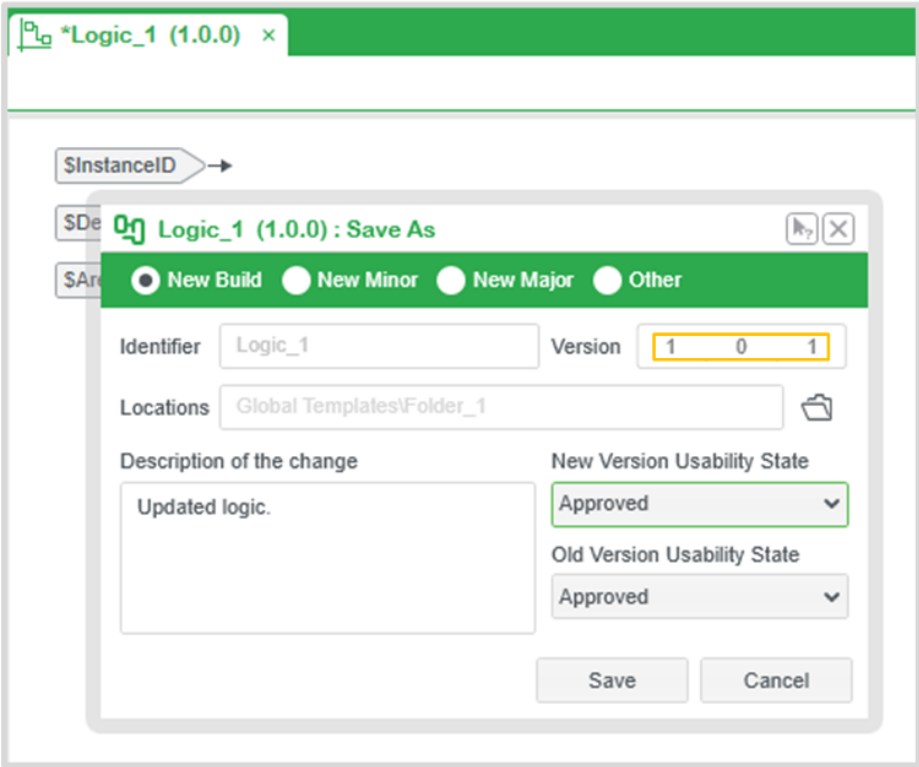 *Logic_1 (1.0.0) ×
$InstanceID
$De
Logic_1 (1.0.0) : Save As
$Are
New Build New Minor New Major Other
Identifier Logic_1 Version 1 0 1
Locations Global Templates\Folder_1
Description of the change New Version Usability State
Updated logic. Approved
Old Version Usability State
Approved
Save Cancel